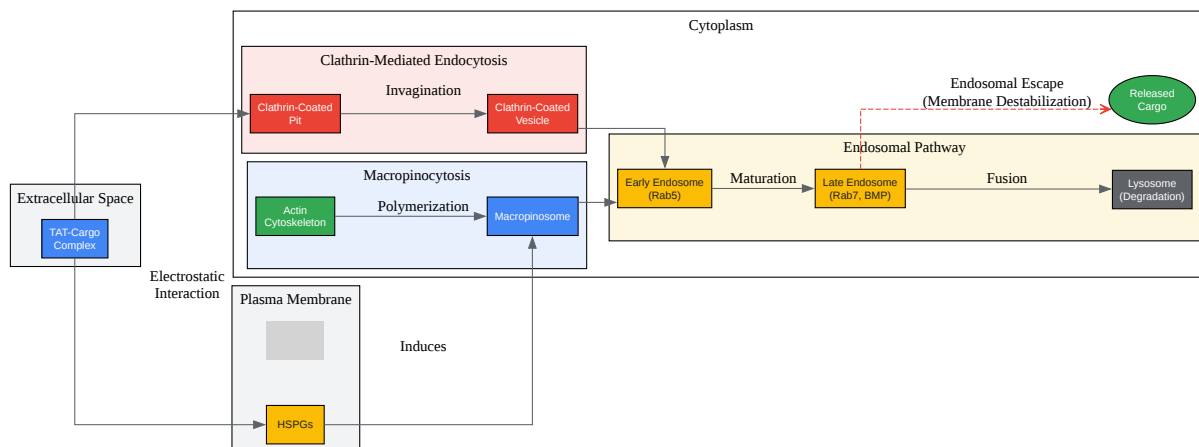 Cytoplasm
Clathrin-Mediated Endocytosis
Clathrin-Coated
Pit
Invagination
Clathrin-Coated
Vesicle
Endosomal Escape
(Membrane Destabilization)
Released
Cargo
Endosomal Pathway
Early Endosome
(Rab5)
Maturation
Late Endosome
(Rab7, BMP)
Fusion
Lysosome
(Degradation)
Macropinocytosis
Actin
Cytoskeleton
Polymerization
Macropinosome
Extracellular Space
TAT-Cargo
Complex
Electrostatic
Interaction
Plasma Membrane
Induces
HSPGs